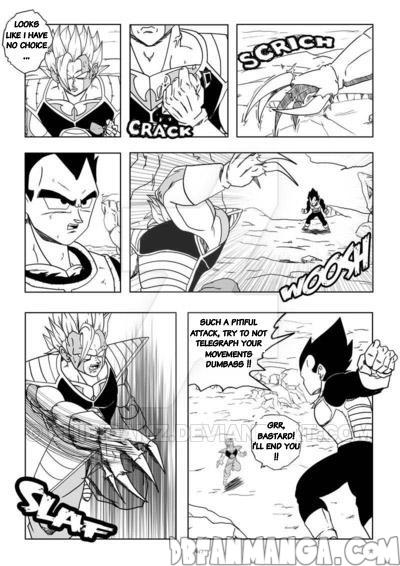 LOOKS
LIKE I HAVE
NO CHOICE.
...
CRACK
SCRICH
WOOSH
SUCH A PITIFUL
ATTACK, TRY TO NOT
TELEGRAPH YOUR
MOVEMENTS
DUMBASS !!
GRR,
BASTARD!
I'LL END YOU
!!
SLAF
DBFANMANGA.COM